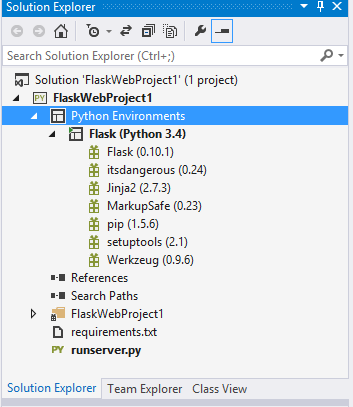 Solution Explorer
Search Solution Explorer (Ctrl+;)
Solution 'FlaskWebProject1' (1 project)
PY FlaskWebProject1
Python Environments
Flask (Python 3.4)
Flask (0.10.1)
itsdangerous (0.24)
Jinja2 (2.7.3)
MarkupSafe (0.23)
pip (1.5.6)
setuptools (2.1)
Werkzeug (0.9.6)
References
Search Paths
FlaskWebProject1
requirements.txt
PY runserver.py
Solution Explorer Team Explorer Class View